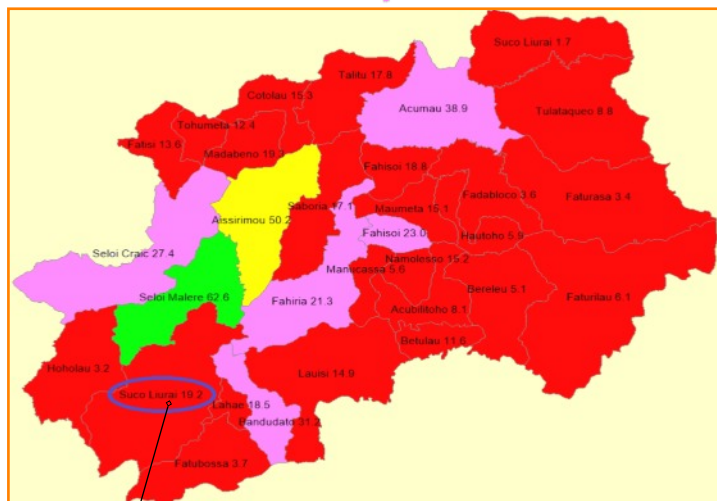 Suco Liurai 1.7
Talitu 17.8
Cotolau 15.3
Acumau 38.9
Tulataqueo 8.8
Tohumeta 12.4
Fatisi 13.6
Madabeno 19.3
Fahisoi 18.8
Fadabloco 3.6
Faturasa 3.4
Saboria 17.1
Maumeta 15.1
Aissirimou 50.2
Fahisoi 23.0
Hautoho 5.9
Seloi Craic 27.4
Namolesso 15.2
Manucassa 5.6
Bereleu 5.1
Seloi Malere 62.6
Fahiria 21.3
Faturilau 6.1
Acubilitoho 8.1
Betulau 11.6
Hoholau 3.2
Lauisi 14.9
Suco Liurai 19.2
Lahae 18.5
Bandudato 31.2
Fatubossa 3.7